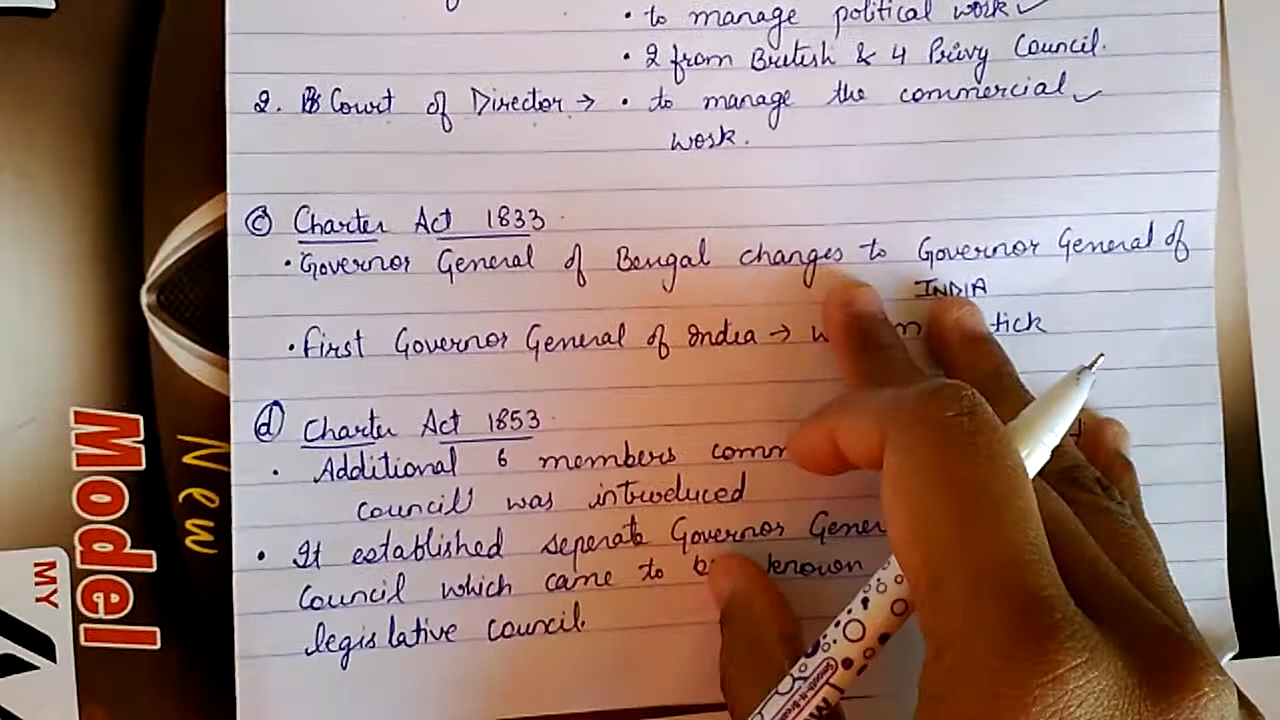 • to manage political work ✓
• 2 from British & 4 Privy Council.
2. Court of Director → • to manage the commercial ✓
work.
(c) Charter Act 1833
• Governor General of Bengal changes to Governor General of
INDIA
• First Governor General of India →
(d) Charter Act 1853
• Additional 6 members
council was introduced
• It established seperate Governor
Council which came to known
legislative council.
Model
New
MY